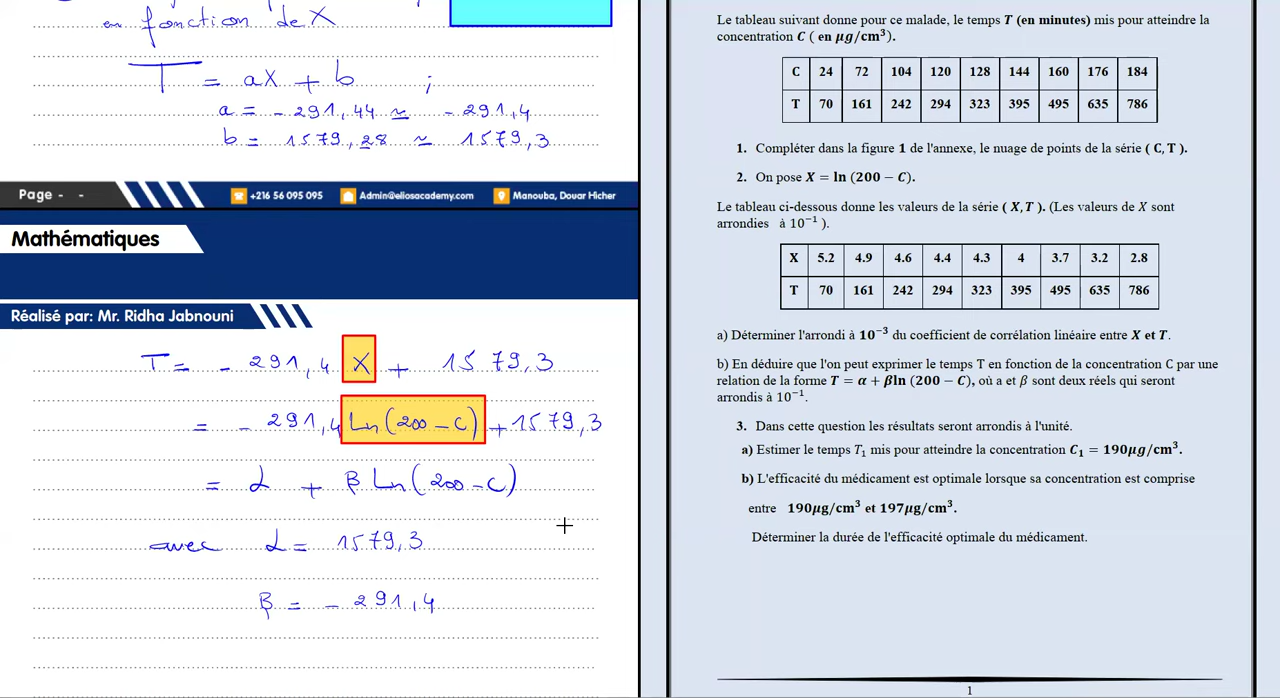 en fonction de X
T = aX + b ;
a = - 291,44 ≃ - 291,4
b = 1579,28 ≃ 1579,3
Page - -
+216 56 095 095
Admin@eliosacademy.com
Manouba, Douar Hicher
Mathématiques
Réalisé par: Mr. Ridha Jabnouni
T = - 291,4 X + 1579,3
= - 291,4 Ln(200 - C) + 1579,3
= α + β Ln(200 - C)
avec α = 1579,3
β = - 291,4
Le tableau suivant donne pour ce malade, le temps T (en minutes) mis pour atteindre la
concentration C ( en μg/cm³).
C 24 72 104 120 128 144 160 176 184
T 70 161 242 294 323 395 495 635 786
1. Compléter dans la figure 1 de l'annexe, le nuage de points de la série ( C, T ).
2. On pose X = ln (200 − C).
Le tableau ci-dessous donne les valeurs de la série ( X, T ). (Les valeurs de X sont
arrondies à 10⁻¹ ).
X 5.2 4.9 4.6 4.4 4.3 4 3.7 3.2 2.8
T 70 161 242 294 323 395 495 635 786
a) Déterminer l'arrondi à 10⁻³ du coefficient de corrélation linéaire entre X et T.
b) En déduire que l'on peut exprimer le temps T en fonction de la concentration C par une
relation de la forme T = α + βln (200 − C), où a et β sont deux réels qui seront
arrondis à 10⁻¹.
3. Dans cette question les résultats seront arrondis à l'unité.
a) Estimer le temps T₁ mis pour atteindre la concentration C₁ = 190μg/cm³.
b) L'efficacité du médicament est optimale lorsque sa concentration est comprise
entre 190μg/cm³ et 197μg/cm³.
Déterminer la durée de l'efficacité optimale du médicament.
1